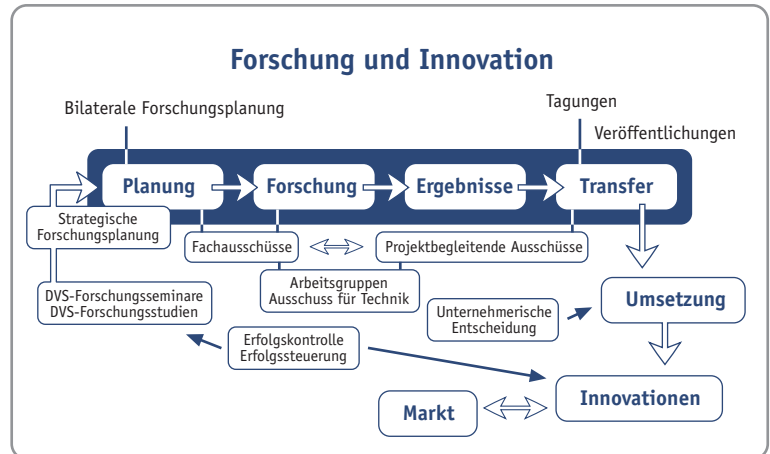 Forschung und Innovation
Bilaterale Forschungsplanung
Tagungen
Veröffentlichungen
Planung
Forschung
Ergebnisse
Transfer
Strategische
Forschungsplanung
Fachausschüsse
Projektbegleitende Ausschüsse
Arbeitsgruppen
Ausschuss für Technik
DVS-Forschungsseminare
DVS-Forschungsstudien
Unternehmerische
Entscheidung
Umsetzung
Erfolgskontrolle
Erfolgssteuerung
Markt
Innovationen